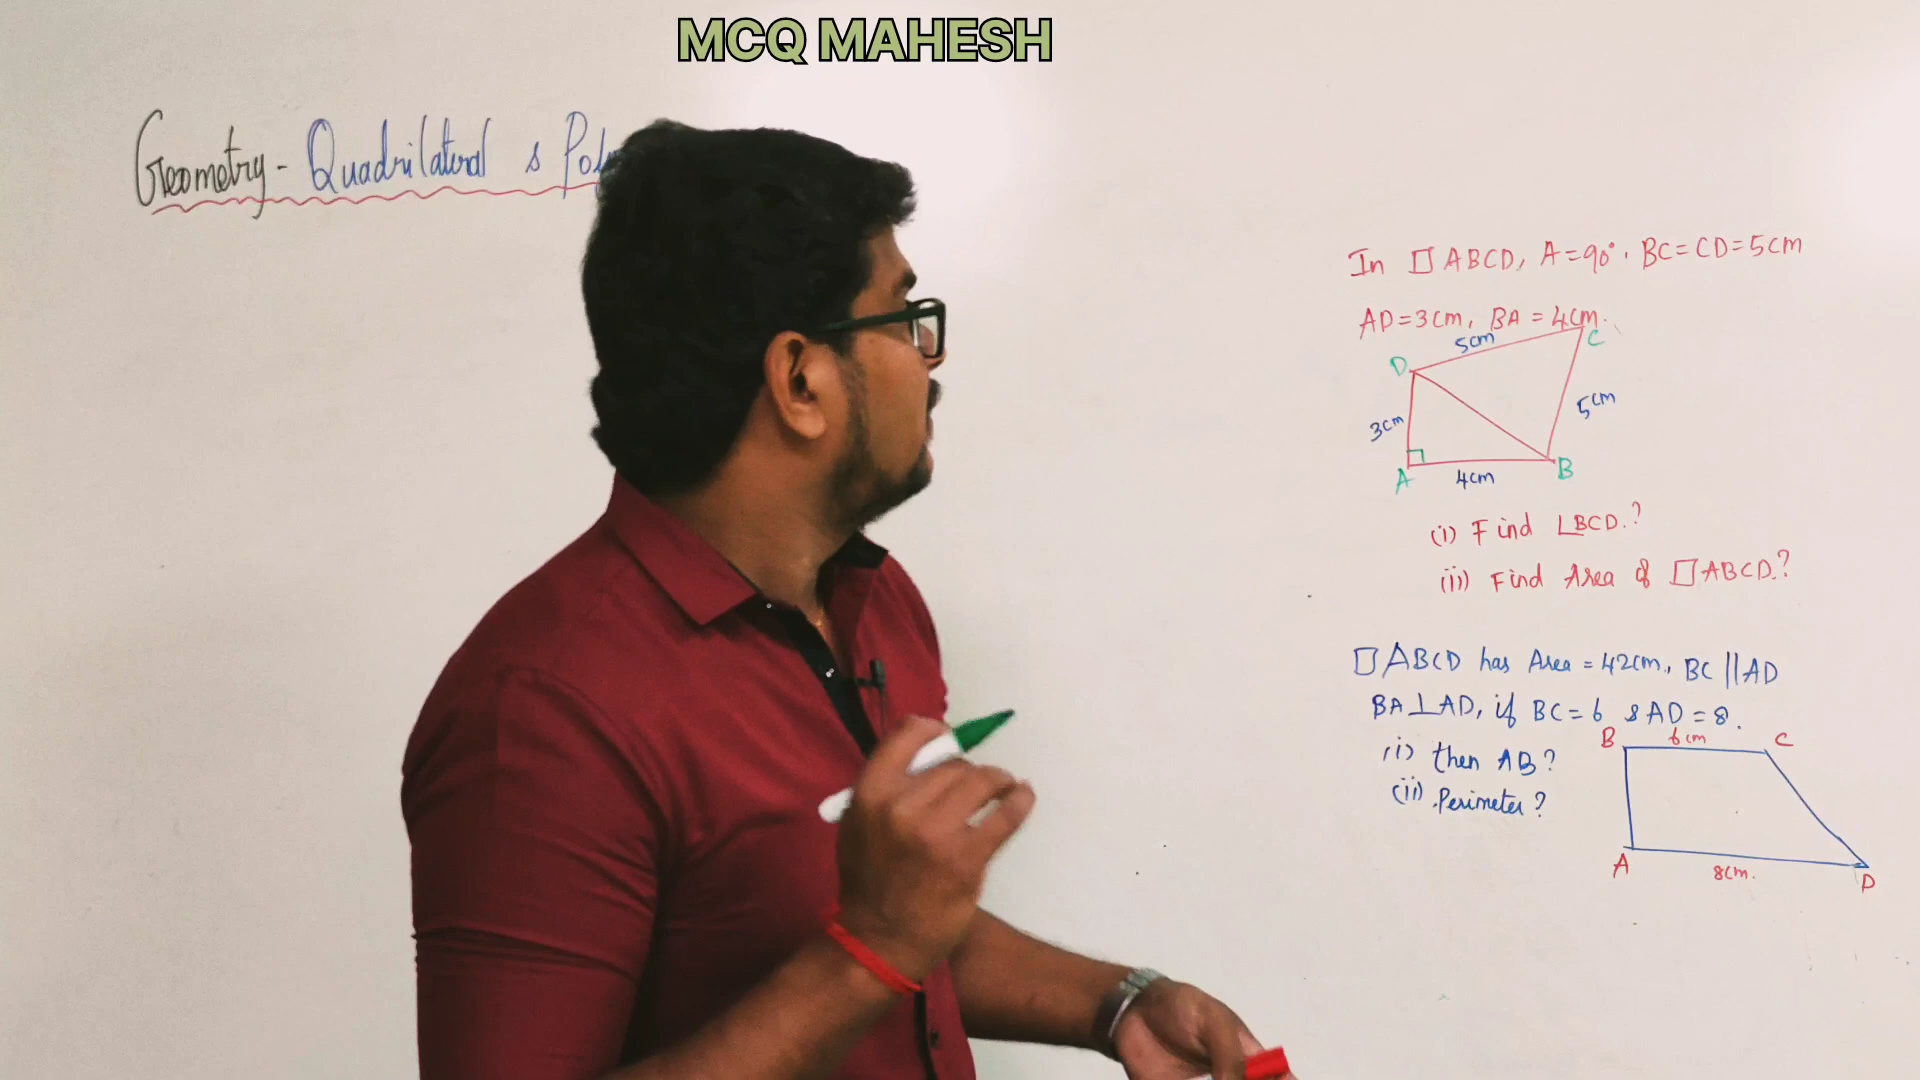 MCQ MAHESH
Geometry - Quadrilateral &
In □ ABCD, A = 90°. BC = CD = 5cm
AD = 3cm, BA = 4cm.
5cm
C
D
3cm
5cm
A
4cm
B
(i) Find ∠BCD.?
(ii) Find Area of □ ABCD.?
□ABCD has Area = 42cm., BC || AD
BA ⊥ AD, if BC = 6 & AD = 8.
B 6cm C
(i) then AB?
(ii) Perimeter?
A
8cm.
D